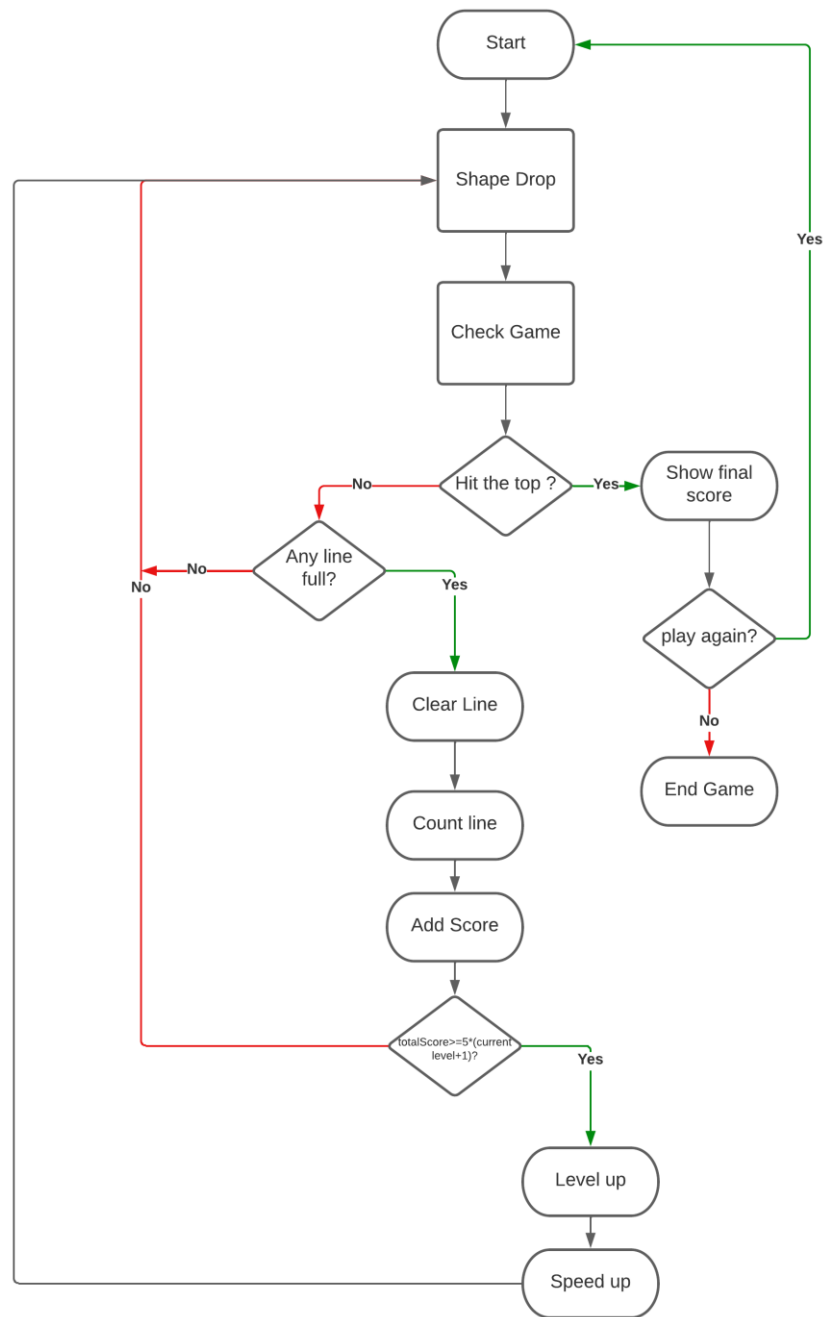 Start
Shape Drop
Yes
Check Game
Hit the top ?
No
Yes
Show final
score
Any line
full?
No
No
Yes
play again?
Clear Line
No
End Game
Count line
Add Score
totalScore>=5*(current
level+1)?
Yes
Level up
Speed up